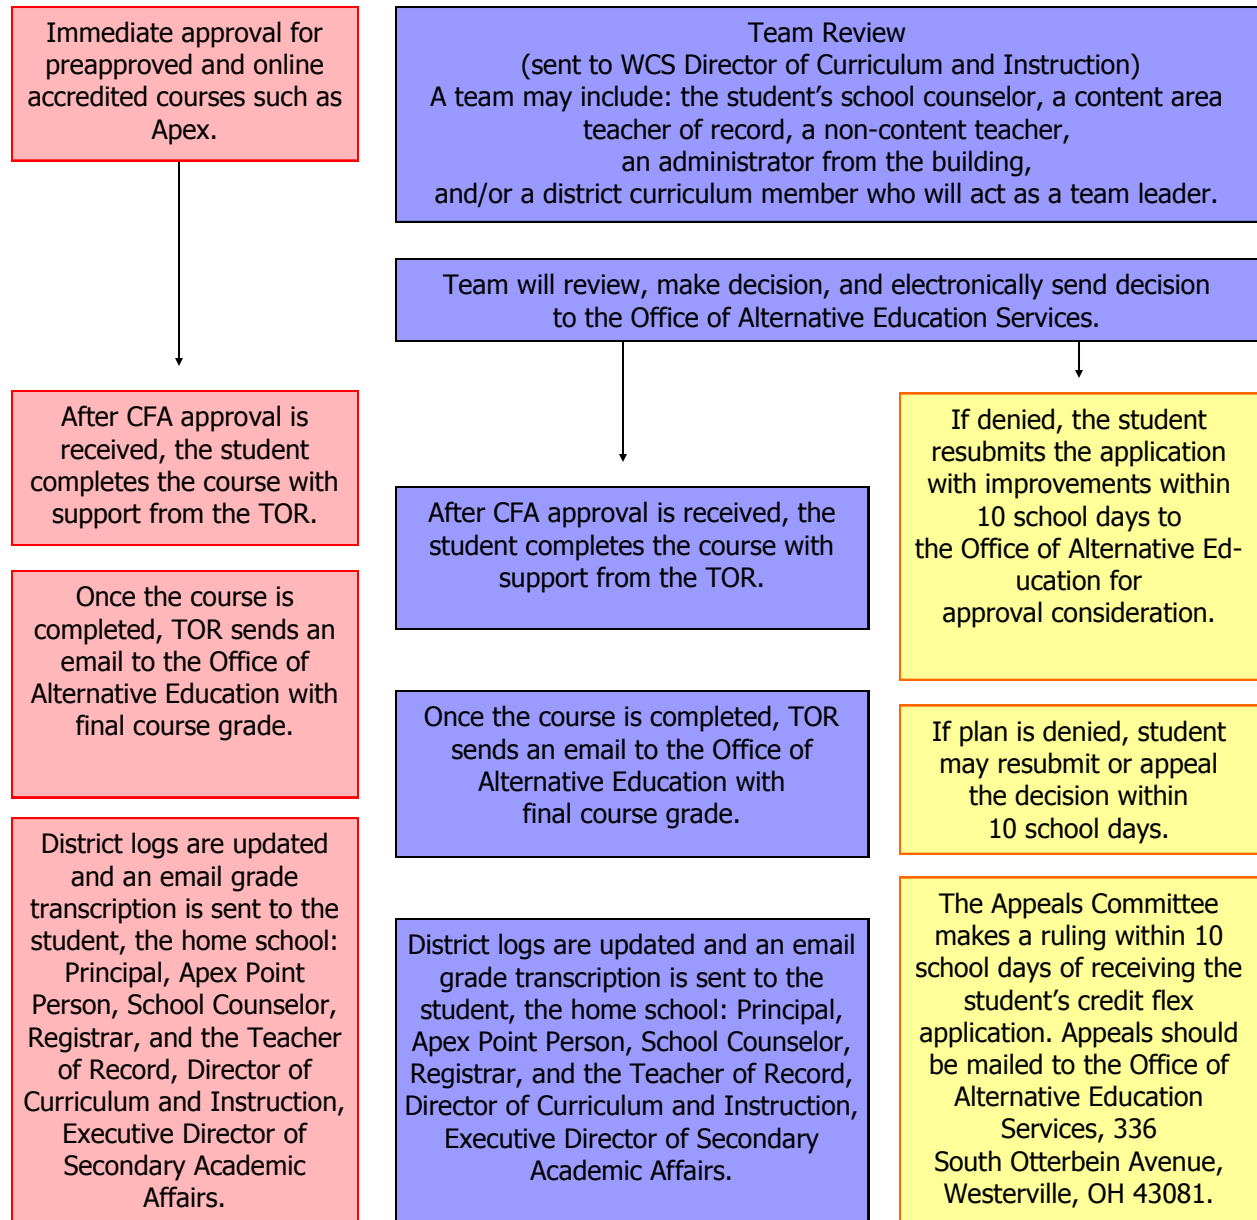 Immediate approval for
preapproved and online
accredited courses such as
Apex.
Team Review
(sent to WCS Director of Curriculum and Instruction)
A team may include: the student’s school counselor, a content area
teacher of record, a non-content teacher,
an administrator from the building,
and/or a district curriculum member who will act as a team leader.
Team will review, make decision, and electronically send decision
to the Office of Alternative Education Services.
After CFA approval is
received, the student
completes the course with
support from the TOR.
Once the course is
completed, TOR sends an
email to the Office of
Alternative Education with
final course grade.
District logs are updated
and an email grade
transcription is sent to the
student, the home school:
Principal, Apex Point
Person, School Counselor,
Registrar, and the Teacher
of Record, Director of
Curriculum and Instruction,
Executive Director of
Secondary Academic
Affairs.
After CFA approval is received, the
student completes the course with
support from the TOR.
Once the course is completed, TOR
sends an email to the Office of
Alternative Education with
final course grade.
District logs are updated and an email
grade transcription is sent to the
student, the home school: Principal,
Apex Point Person, School Counselor,
Registrar, and the Teacher of Record,
Director of Curriculum and Instruction,
Executive Director of Secondary
Academic Affairs.
If denied, the student
resubmits the application
with improvements within
10 school days to
the Office of Alternative Ed-
ucation for
approval consideration.
If plan is denied, student
may resubmit or appeal
the decision within
10 school days.
The Appeals Committee
makes a ruling within 10
school days of receiving the
student’s credit flex
application. Appeals should
be mailed to the Office of
Alternative Education
Services, 336
South Otterbein Avenue,
Westerville, OH 43081.